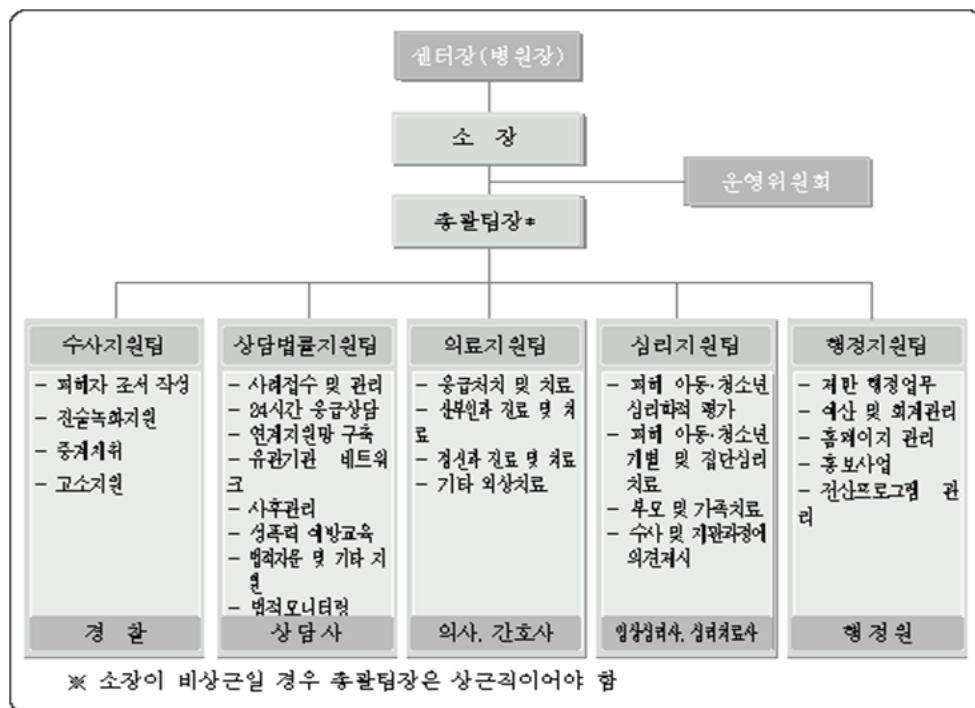 센터장(병원장)
소 장
운영위원회
총괄팀장*
수사지원팀
- 피해자 조서 작성
- 진술녹화지원
- 증게채취
- 고소지원
경 찰
상담법률지원팀
- 사례접수 및 관리
- 24시간 응급상담
- 연계지원망 구축
- 유관기관 네트워
크
- 사후관리
- 성폭력 예방교육
- 법적자문 및 기타 지
원
- 법적모니터링
상담사
의료지원팀
- 응급처치 및 치료
- 산부인과 진료 및 치
료
- 정신과 진료 및 치료
- 기타 외상치료
의사, 간호사
심리지원팀
- 피해 아동·청소년
심리학적 평가
- 피해 아동·청소년
개별 및 집단심리
치료
- 부모 및 가족치료
- 수사 및 재판과정에
의견제시
임상심리사, 심리치료사
행정지원팀
- 제반 행정업무
- 예산 및 회계관리
- 홈페이지 관리
- 홍보사업
- 전산프로그램 관
리
행정원
※ 소장이 비상근일 경우 총괄팀장은 상근직이어야 함